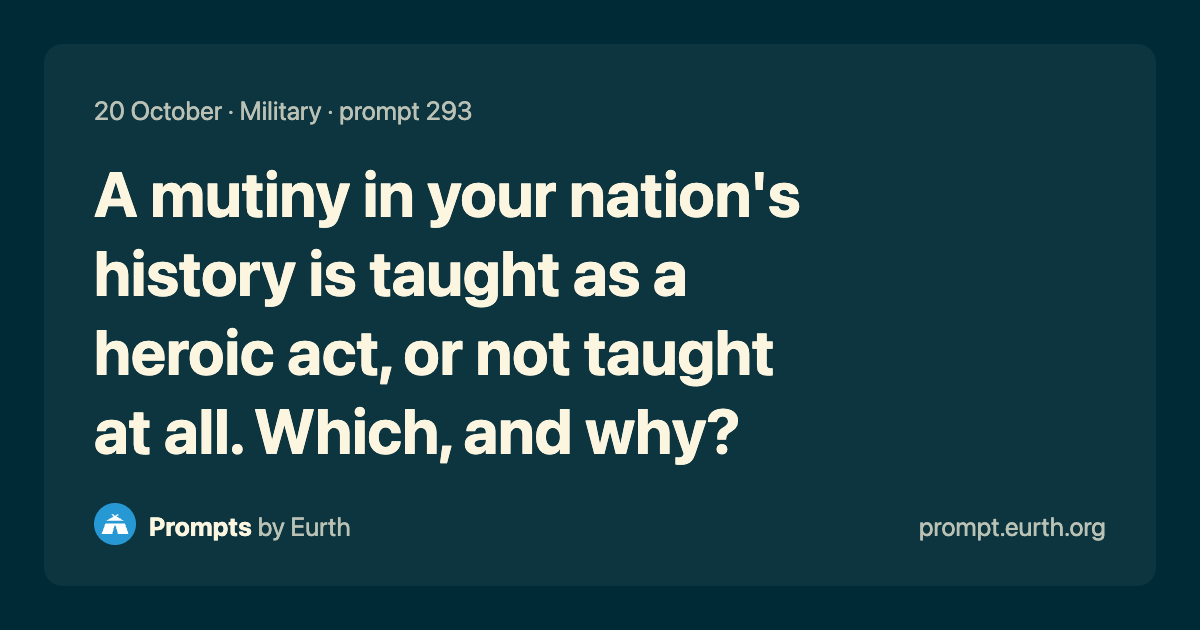 20 October · Military · prompt 293
A mutiny in your nation's
history is taught as a
heroic act, or not taught
at all. Which, and why?
Prompts by Eurth
prompt.eurth.org